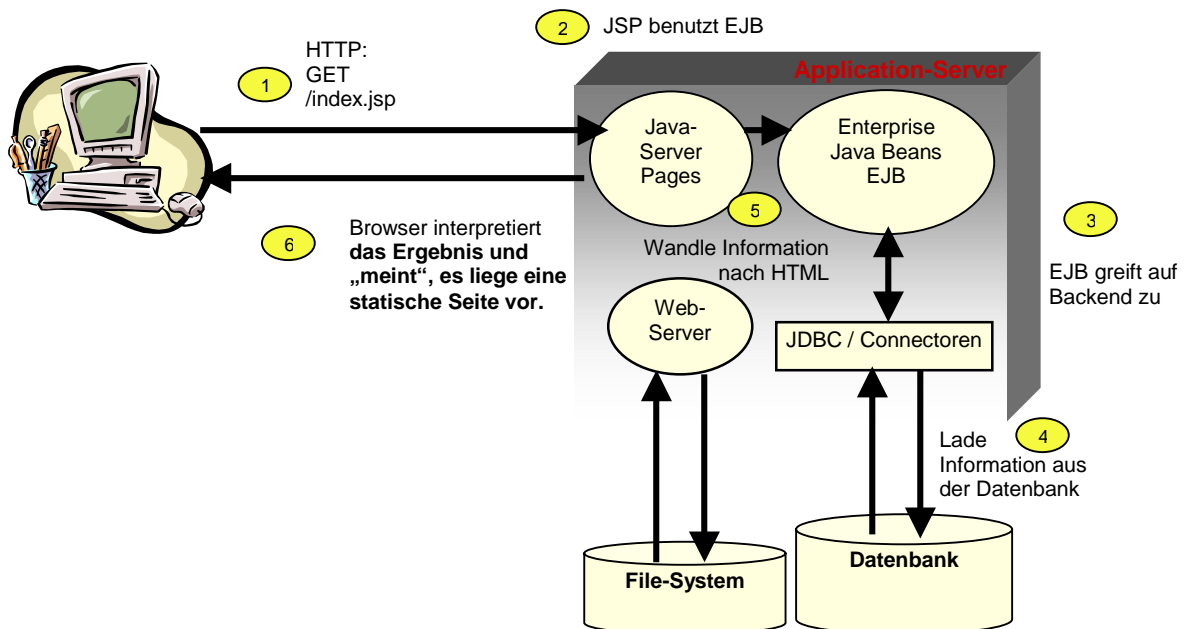 2
JSP benutzt EJB
HTTP:
GET
/index.jsp
1
Application-Server
Java-
Server
Pages
Enterprise
Java Beans
EJB
5
3
6
Browser interpretiert
das Ergebnis und
„meint“, es liege eine
statische Seite vor.
Wandle Information
nach HTML
EJB greift auf
Backend zu
Web-
Server
JDBC / Connectoren
4
Lade
Information aus
der Datenbank
File-System
Datenbank